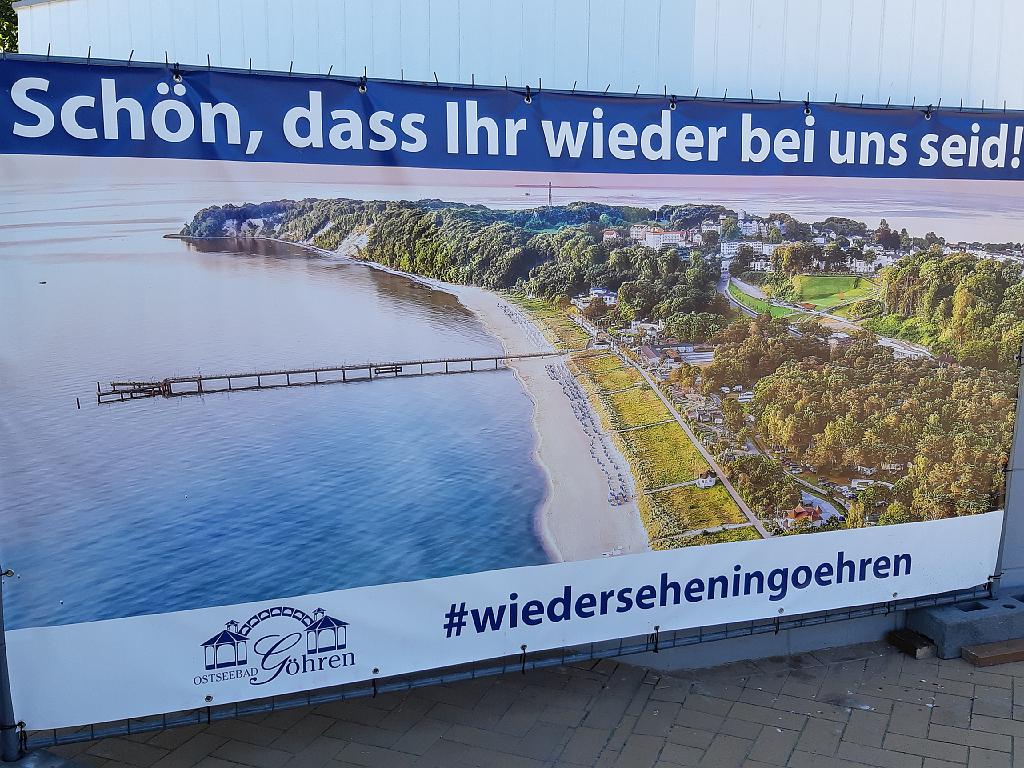 Schön, dass Ihr wieder bei uns seid!
#wiederseheningoehren
OSTSEEBAD Göhren